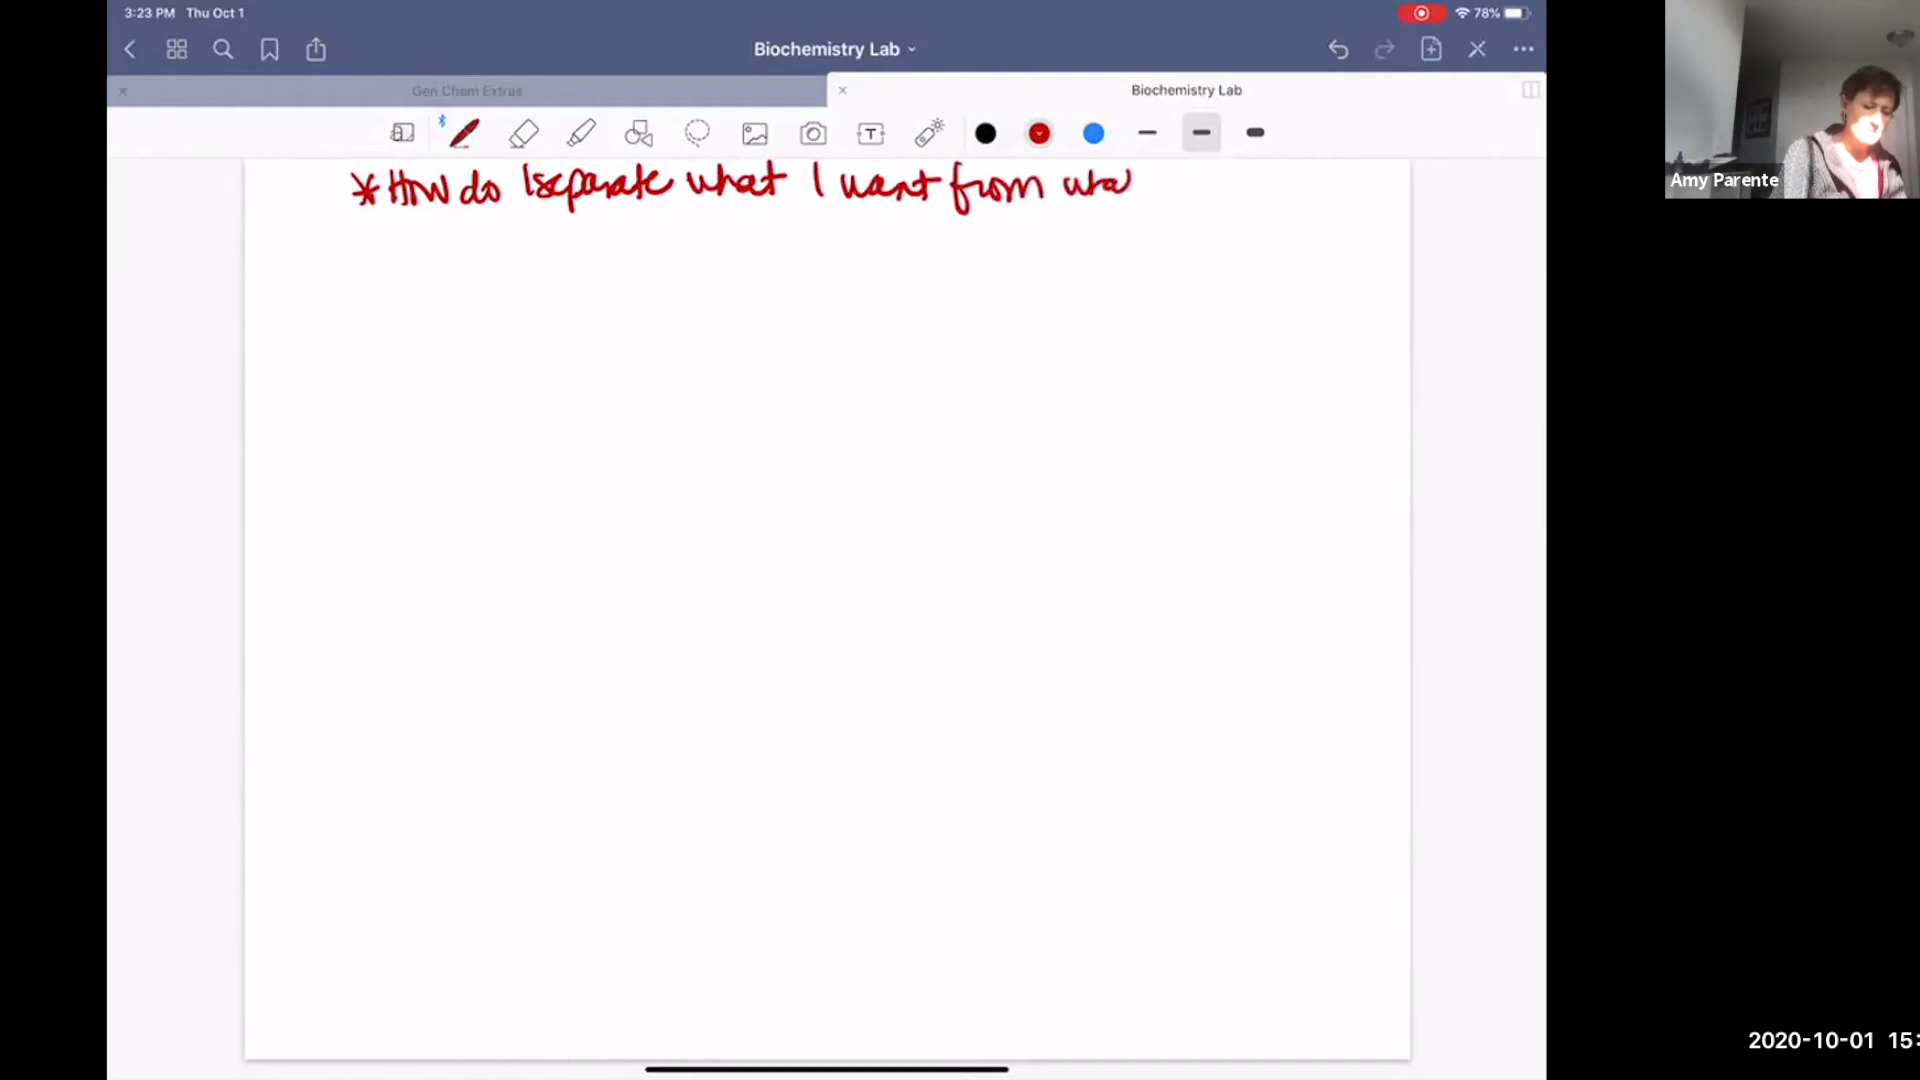 3:23 PM Thu Oct 1
78%
Biochemistry Lab
Gen Chem Extras
Biochemistry Lab
T
* How do I separate what I want from wha
Amy Parente
2020-10-01 15: